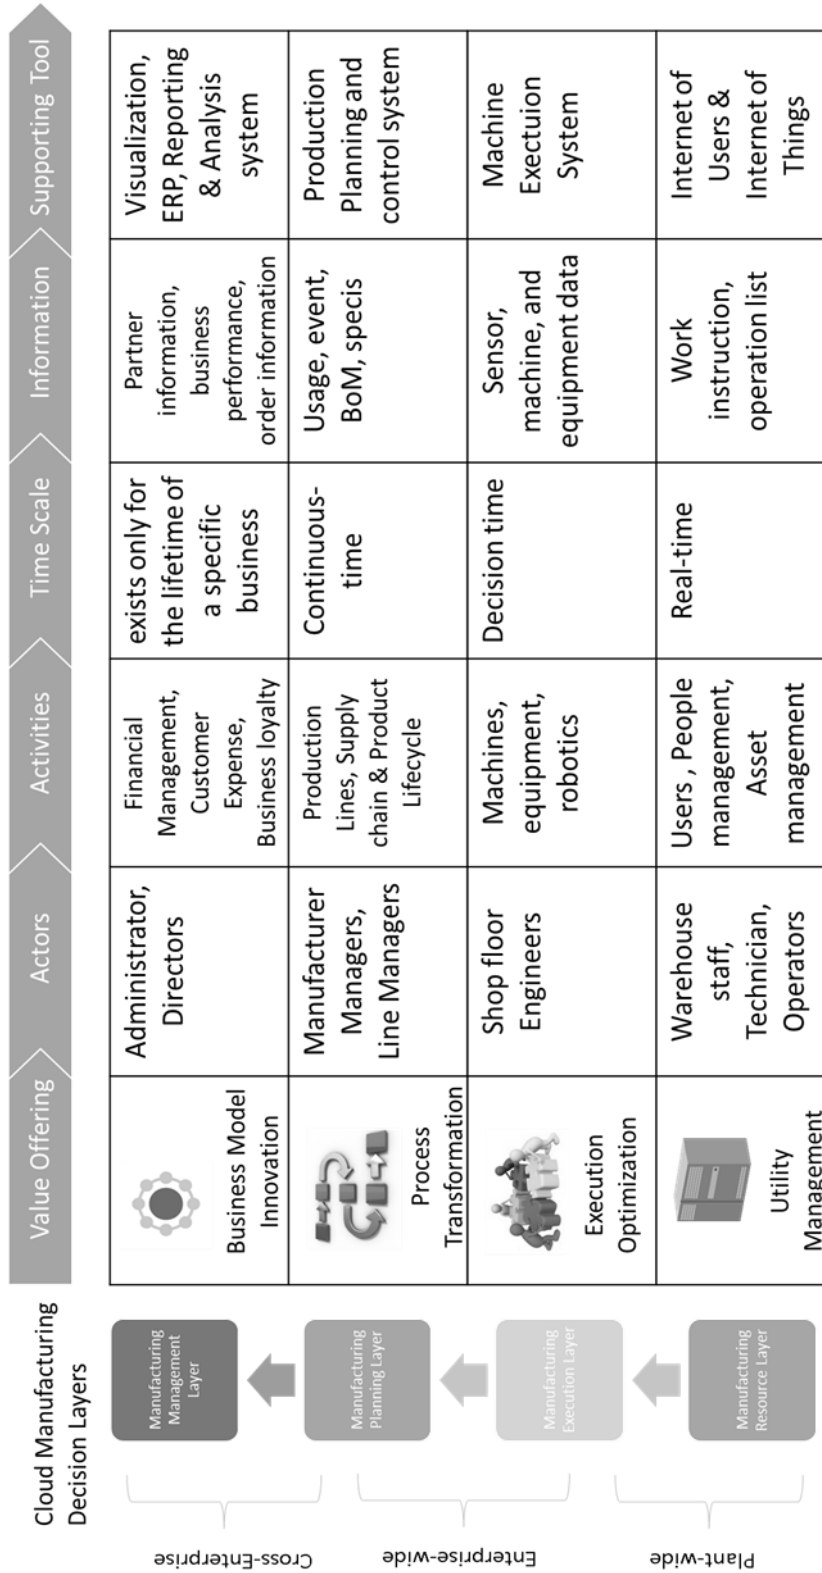 Cloud Manufacturing
Decision Layers
Value Offering
Actors
Activities
Time Scale
Information
Supporting Tool
Cross-Enterprise
Enterprise-wide
Plant-wide
Manufacturing
Management
Layer
Business Model
Innovation
Administrator,
Directors
Financial
Management,
Customer
Expense,
Business loyalty
exists only for
the lifetime of
a specific
business
Partner
information,
business
performance,
order information
Visualization,
ERP, Reporting
& Analysis
system
Manufacturing
Planning Layer
Process
Transformation
Manufacturer
Managers,
Line Managers
Production
Lines, Supply
chain & Product
Lifecycle
Continuous-
time
Usage, event,
BoM, specis
Production
Planning and
control system
Manufacturing
Execution Layer
Execution
Optimization
Shop floor
Engineers
Machines,
equipment,
robotics
Decision time
Sensor,
machine, and
equipment data
Machine
Exectuion
System
Manufacturing
Resource Layer
Utility
Management
Warehouse
staff,
Technician,
Operators
Users , People
management,
Asset
management
Real-time
Work
instruction,
operation list
Internet of
Users &
Internet of
Things